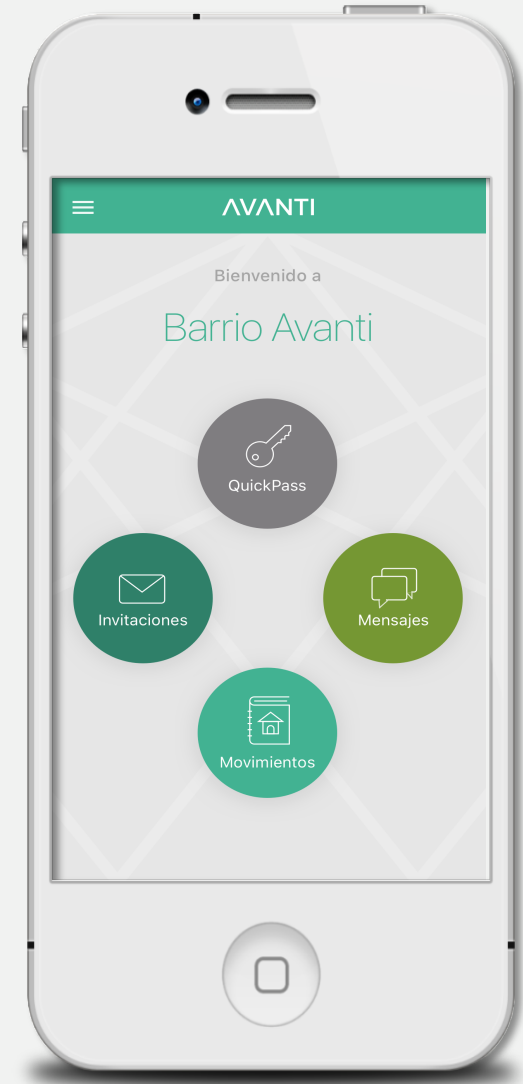 AVANTI
Bienvenido a
Barrio Avanti
QuickPass
Invitaciones
Mensajes
Movimientos